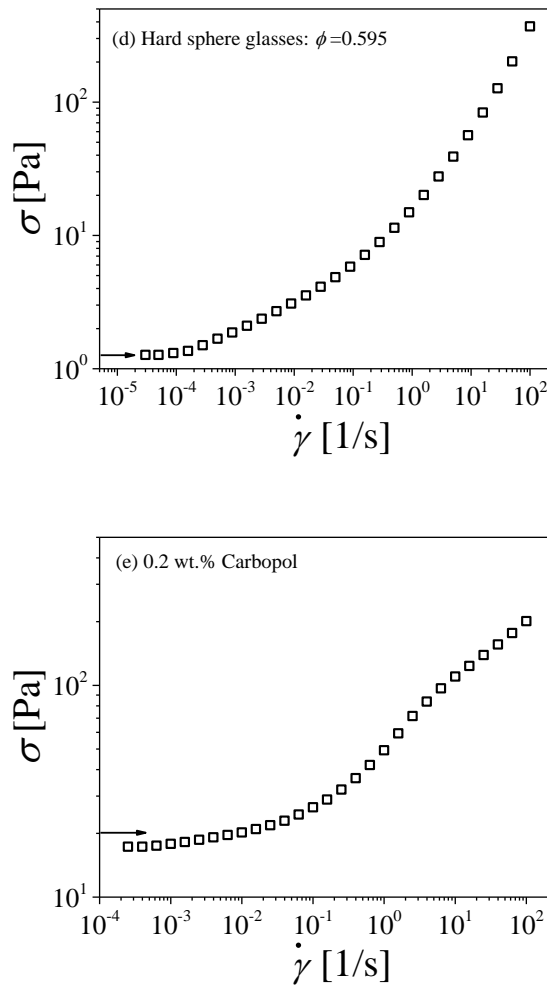 (d) Hard sphere glasses: ϕ=0.595
10²
10¹
10⁰
σ [Pa]
10⁻⁵ 10⁻⁴ 10⁻³ 10⁻² 10⁻¹ 10⁰ 10¹ 10²
γ̇ [1/s]
(e) 0.2 wt.% Carbopol
10²
10¹
σ [Pa]
10⁻⁴ 10⁻³ 10⁻² 10⁻¹ 10⁰ 10¹ 10²
γ̇ [1/s]